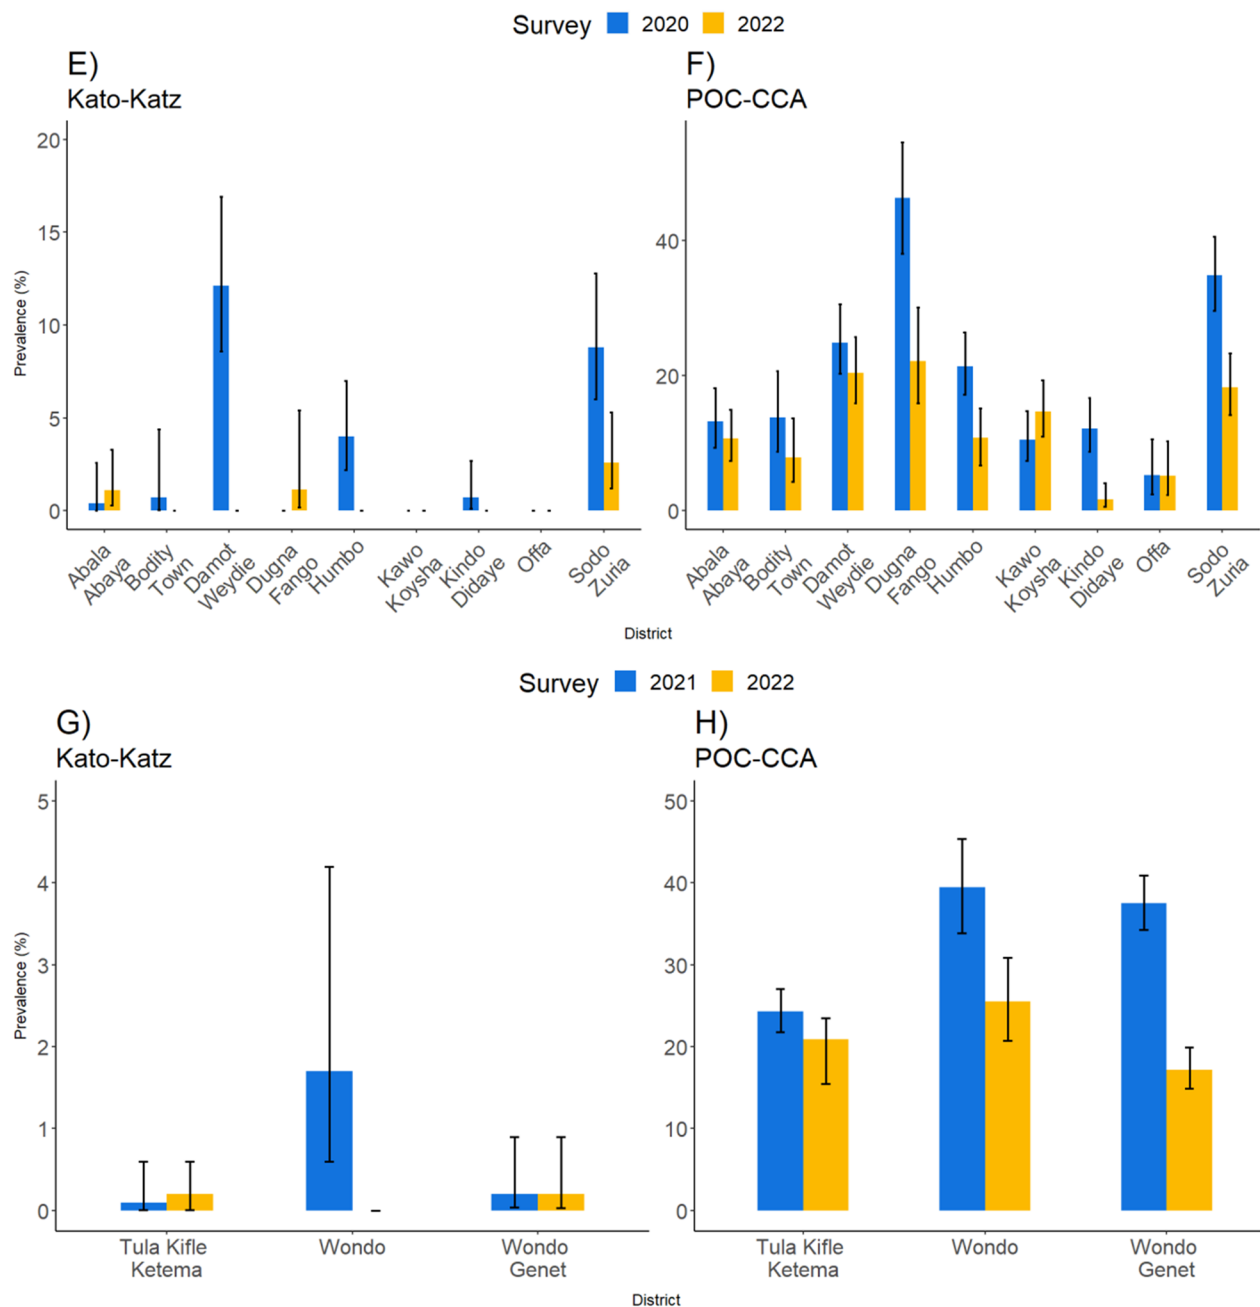 Survey 2020 2022
E)
Kato-Katz
F)
POC-CCA
Prevalence (%)
20
15
10
5
0
40
20
0
Abala Abaya
Bodity Town
Damot Weydie
Dugna Fango
Humbo
Kawo Koysha
Kindo Didaye
Offa
Sodo Zuria
Abala Abaya
Bodity Town
Damot Weydie
Dugna Fango
Humbo
Kawo Koysha
Kindo Didaye
Offa
Sodo Zuria
District
Survey 2021 2022
G)
Kato-Katz
H)
POC-CCA
Prevalence (%)
5
4
3
2
1
0
50
40
30
20
10
0
Tula Kifle
Ketema
Wondo
Wondo
Genet
Tula Kifle
Ketema
Wondo
Wondo
Genet
District